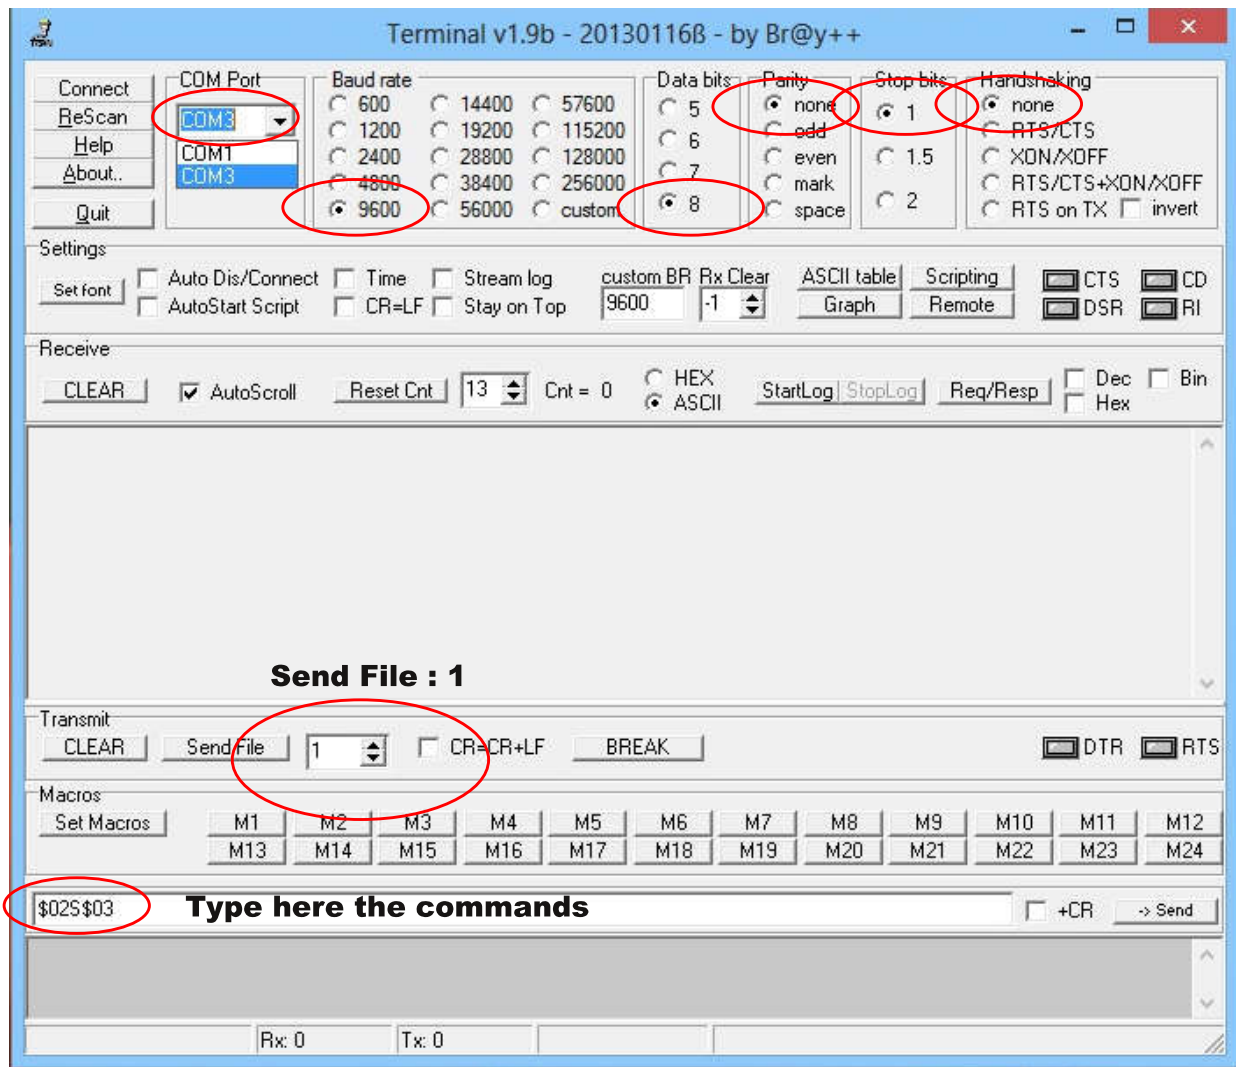 Terminal v1.9b - 20130116ß - by Br@y++
Connect
ReScan
Help
About..
Quit
COM Port
COM3
COM1
COM3
Baud rate
600 14400 57600
1200 19200 115200
2400 28800 128000
4800 38400 256000
9600 56000 custom
Data bits
5
6
7
8
Parity
none
odd
even
mark
space
Stop bits
1
1.5
2
Handshaking
none
RTS/CTS
XON/XOFF
RTS/CTS+XON/XOFF
RTS on TX invert
Settings
Set font
Auto Dis/Connect Time Stream log
AutoStart Script CR=LF Stay on Top
custom BR Rx Clear
9600 -1
ASCII table Scripting
Graph Remote
CTS CD
DSR RI
Receive
CLEAR AutoScroll Reset Cnt 13 Cnt = 0
HEX
ASCII
StartLog StopLog Req/Resp
Dec Bin
Hex
Send File : 1
Transmit
CLEAR Send File 1 CR=CR+LF BREAK DTR RTS
Macros
Set Macros M1 M2 M3 M4 M5 M6 M7 M8 M9 M10 M11 M12
M13 M14 M15 M16 M17 M18 M19 M20 M21 M22 M23 M24
$02S$03 Type here the commands +CR -> Send
Rx: 0 Tx: 0